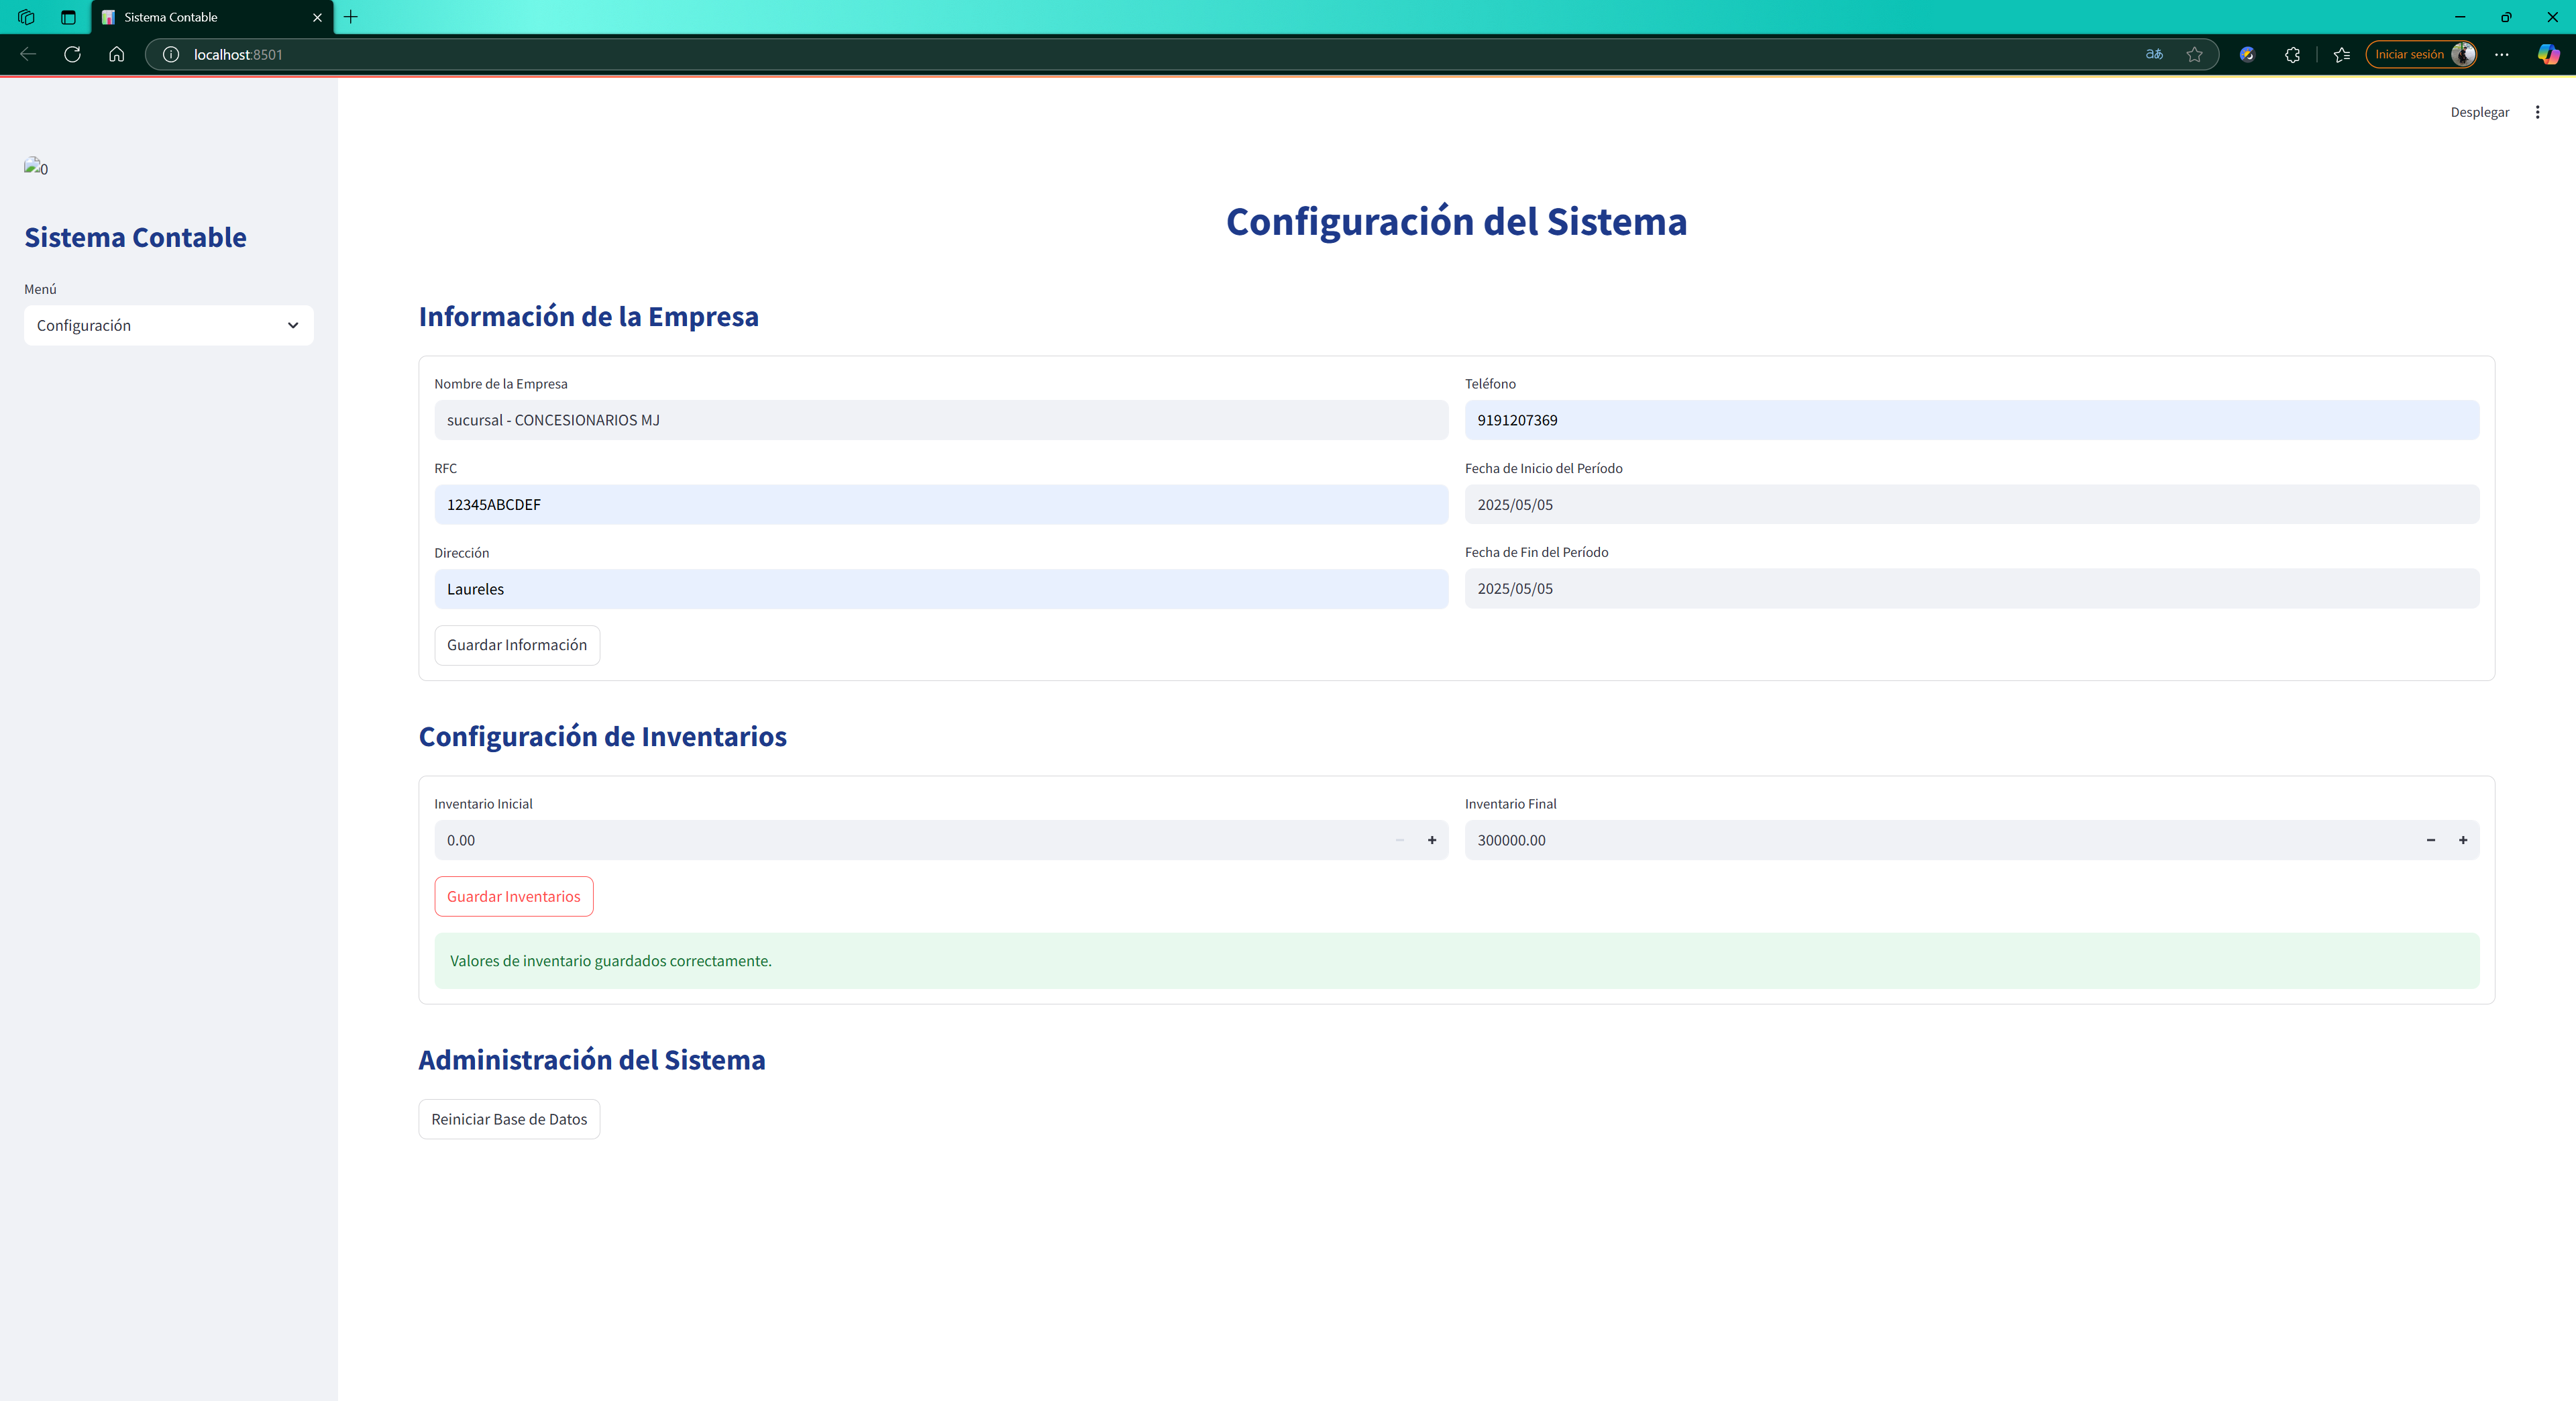 Sistema Contable
localhost:8501
aあ
Iniciar sesión
Desplegar
0
Sistema Contable
Menú
Configuración
Configuración del Sistema
Información de la Empresa
Nombre de la Empresa
sucursal - CONCESIONARIOS MJ
Teléfono
9191207369
RFC
12345ABCDEF
Fecha de Inicio del Período
2025/05/05
Dirección
Laureles
Fecha de Fin del Período
2025/05/05
Guardar Información
Configuración de Inventarios
Inventario Inicial
0.00
Inventario Final
300000.00
Guardar Inventarios
Valores de inventario guardados correctamente.
Administración del Sistema
Reiniciar Base de Datos